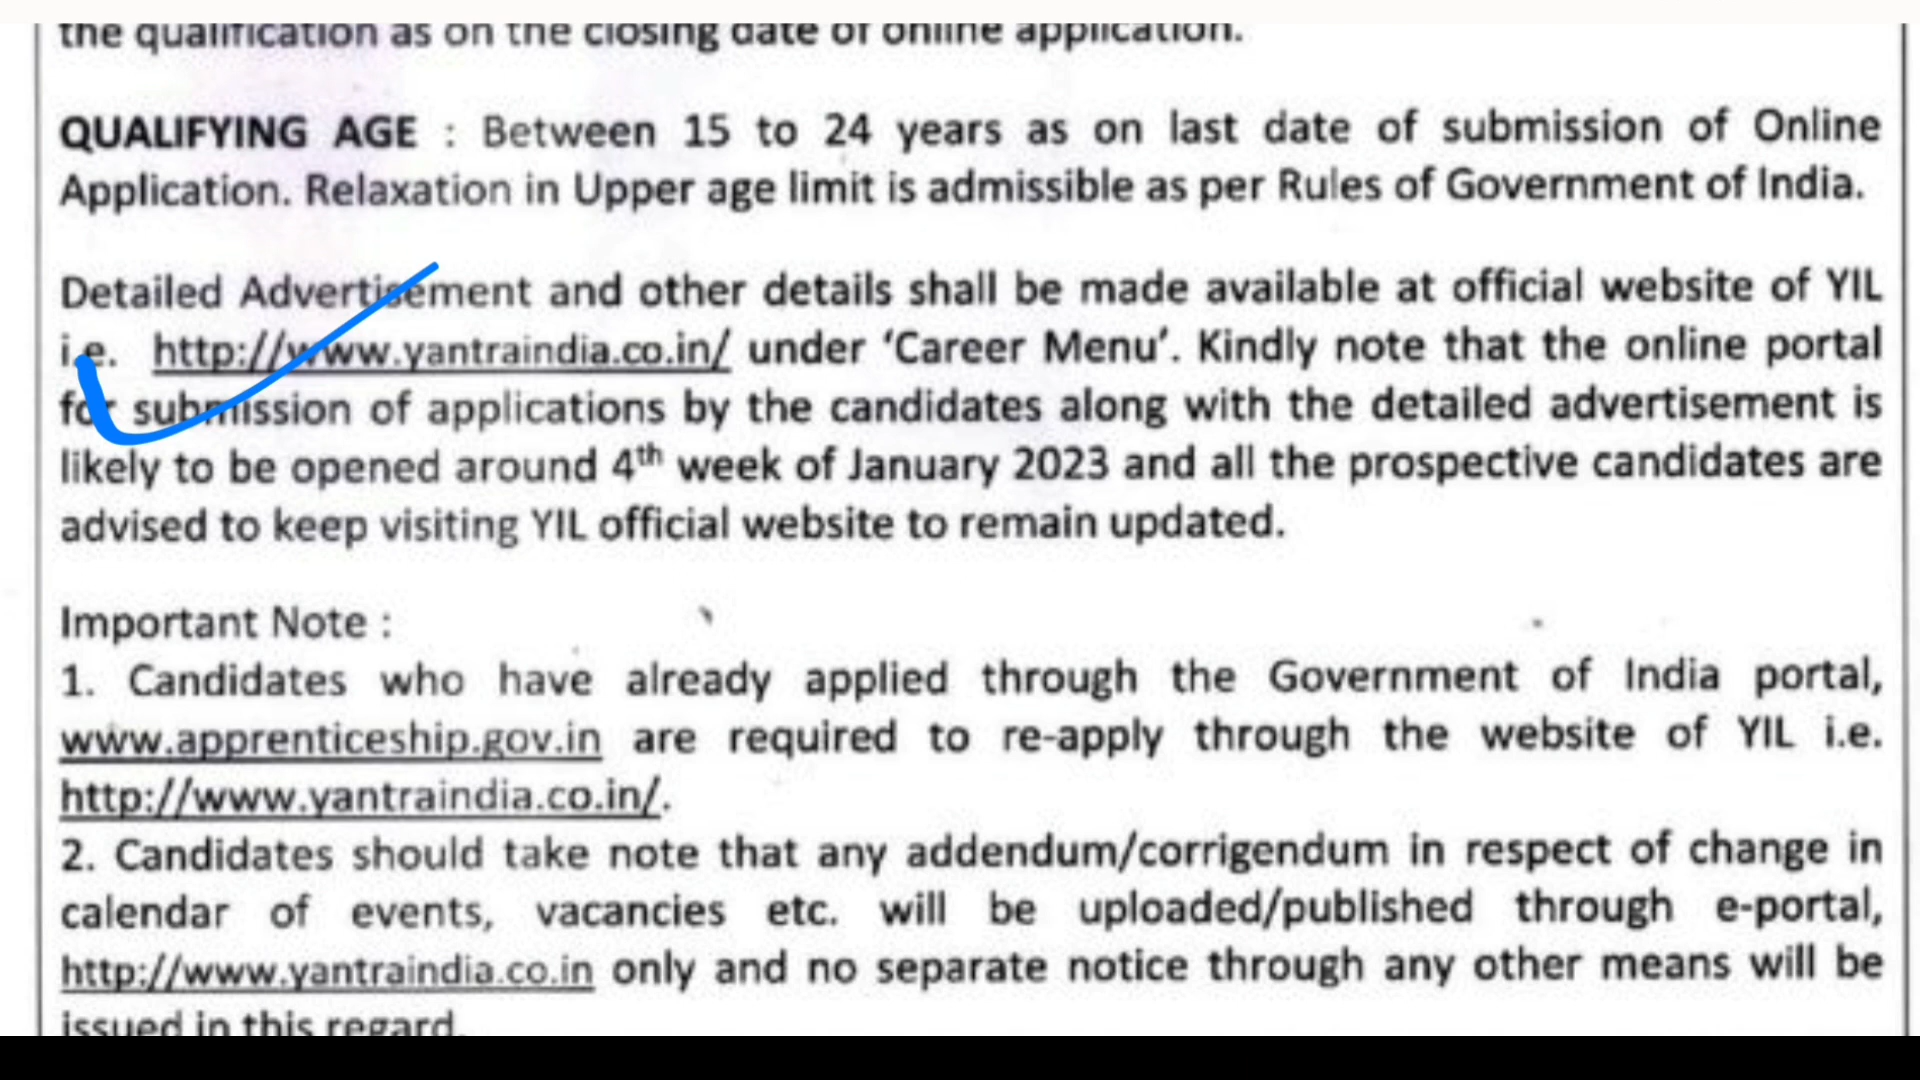 the qualification as on the closing date of online application.
QUALIFYING AGE : Between 15 to 24 years as on last date of submission of Online
Application. Relaxation in Upper age limit is admissible as per Rules of Government of India.
Detailed Advertisement and other details shall be made available at official website of YIL
i.e. http://www.yantraindia.co.in/ under ‘Career Menu’. Kindly note that the online portal
for submission of applications by the candidates along with the detailed advertisement is
likely to be opened around 4th week of January 2023 and all the prospective candidates are
advised to keep visiting YIL official website to remain updated.
Important Note :
1. Candidates who have already applied through the Government of India portal,
www.apprenticeship.gov.in are required to re-apply through the website of YIL i.e.
http://www.yantraindia.co.in/.
2. Candidates should take note that any addendum/corrigendum in respect of change in
calendar of events, vacancies etc. will be uploaded/published through e-portal,
http://www.yantraindia.co.in only and no separate notice through any other means will be
issued in this regard.